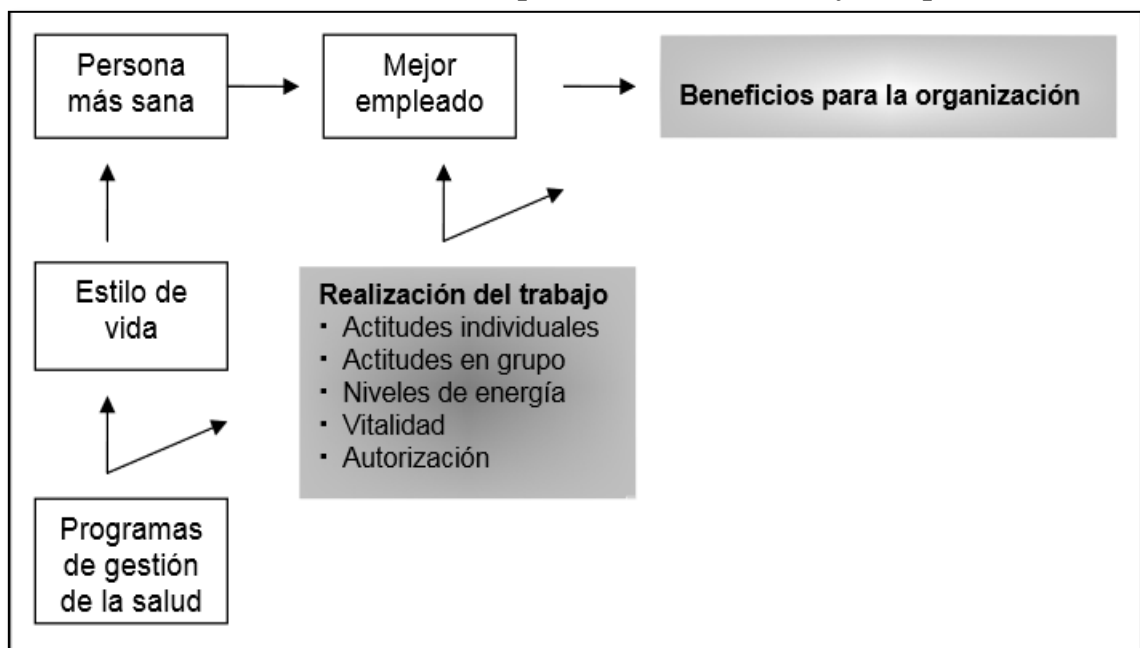 Persona
más sana
Mejor
empleado
Beneficios para la organización
Estilo de
vida
Realización del trabajo
▪ Actitudes individuales
▪ Actitudes en grupo
▪ Niveles de energía
▪ Vitalidad
▪ Autorización
Programas
de gestión
de la salud